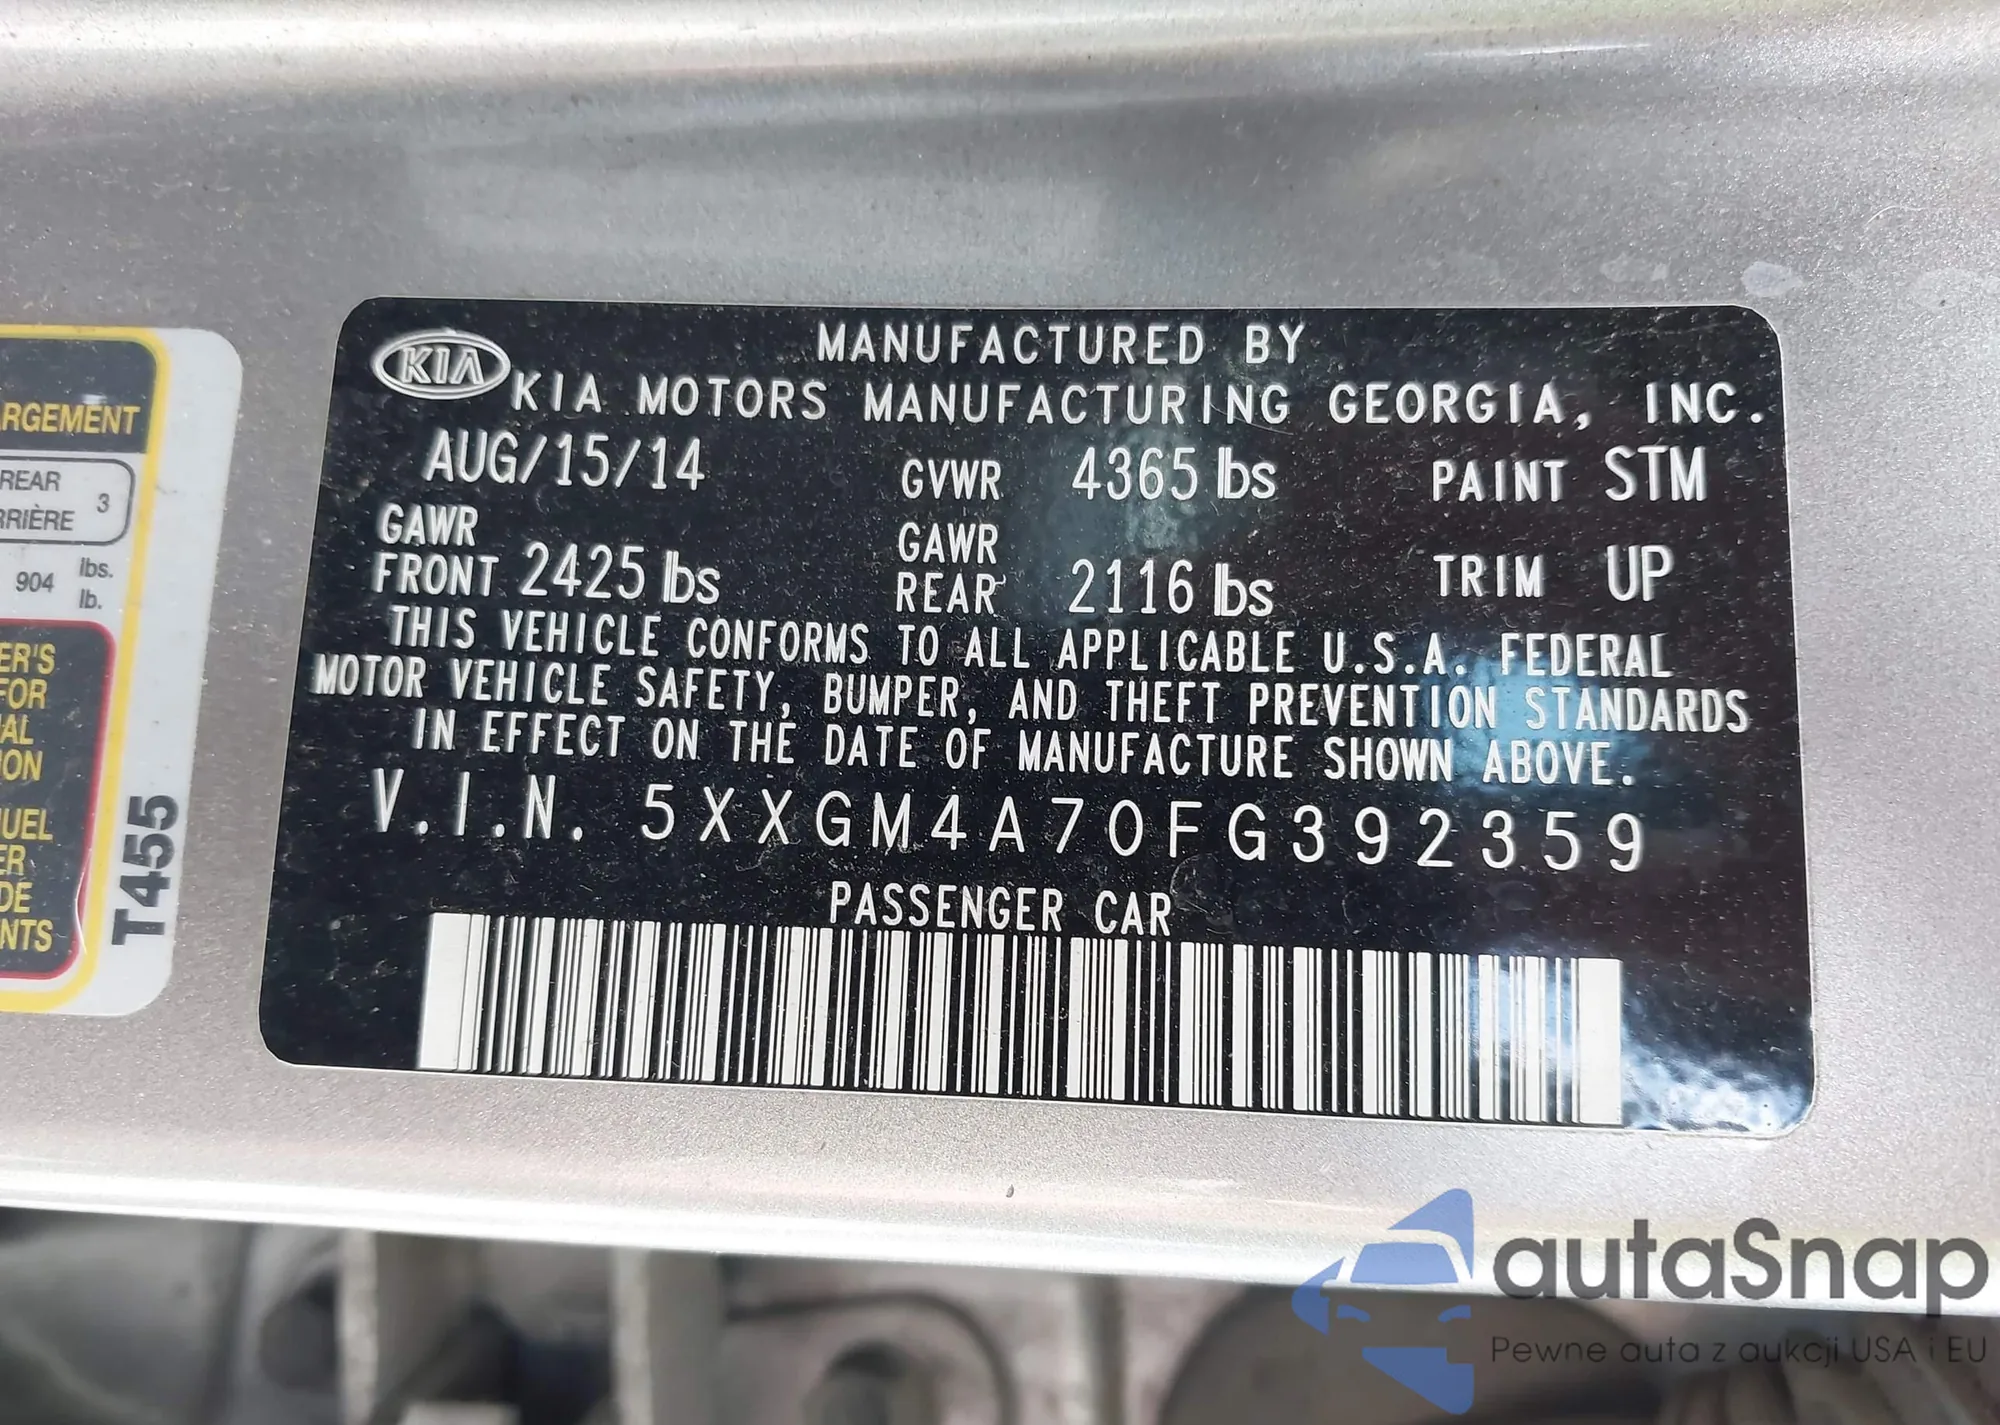 KIA
MANUFACTURED BY
KIA MOTORS MANUFACTURING GEORGIA, INC.
AUG/15/14 GVWR 4365 lbs PAINT STM
GAWR FRONT 2425 lbs GAWR REAR 2116 lbs TRIM UP
THIS VEHICLE CONFORMS TO ALL APPLICABLE U.S.A. FEDERAL
MOTOR VEHICLE SAFETY, BUMPER, AND THEFT PREVENTION STANDARDS
IN EFFECT ON THE DATE OF MANUFACTURE SHOWN ABOVE.
V.I.N. 5XXGM4A70FG392359
PASSENGER CAR
REAR
3
904 lbs.
lb.
T455
autaSnap
Pewne auta z aukcji USA i EU